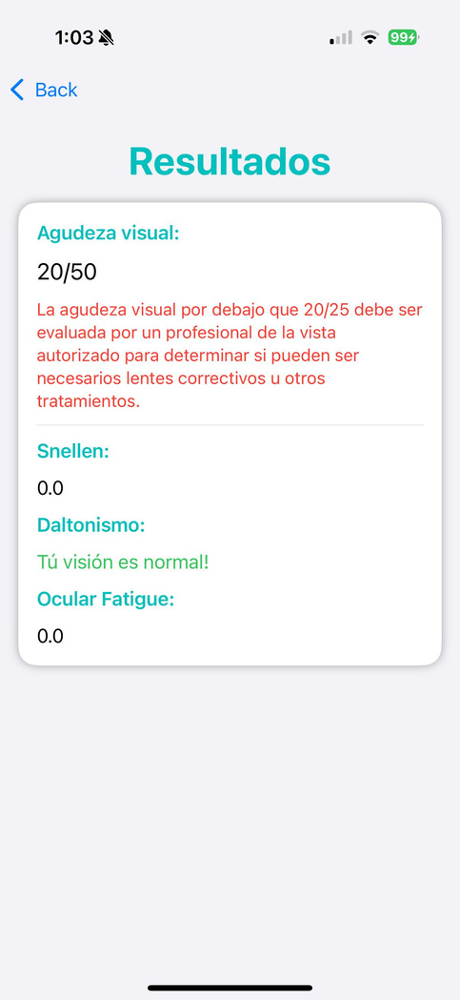 1:03
99
Back
Resultados
Agudeza visual:
20/50
La agudeza visual por debajo que 20/25 debe ser
evaluada por un profesional de la vista
autorizado para determinar si pueden ser
necesarios lentes correctivos u otros
tratamientos.
Snellen:
0.0
Daltonismo:
Tú visión es normal!
Ocular Fatigue:
0.0